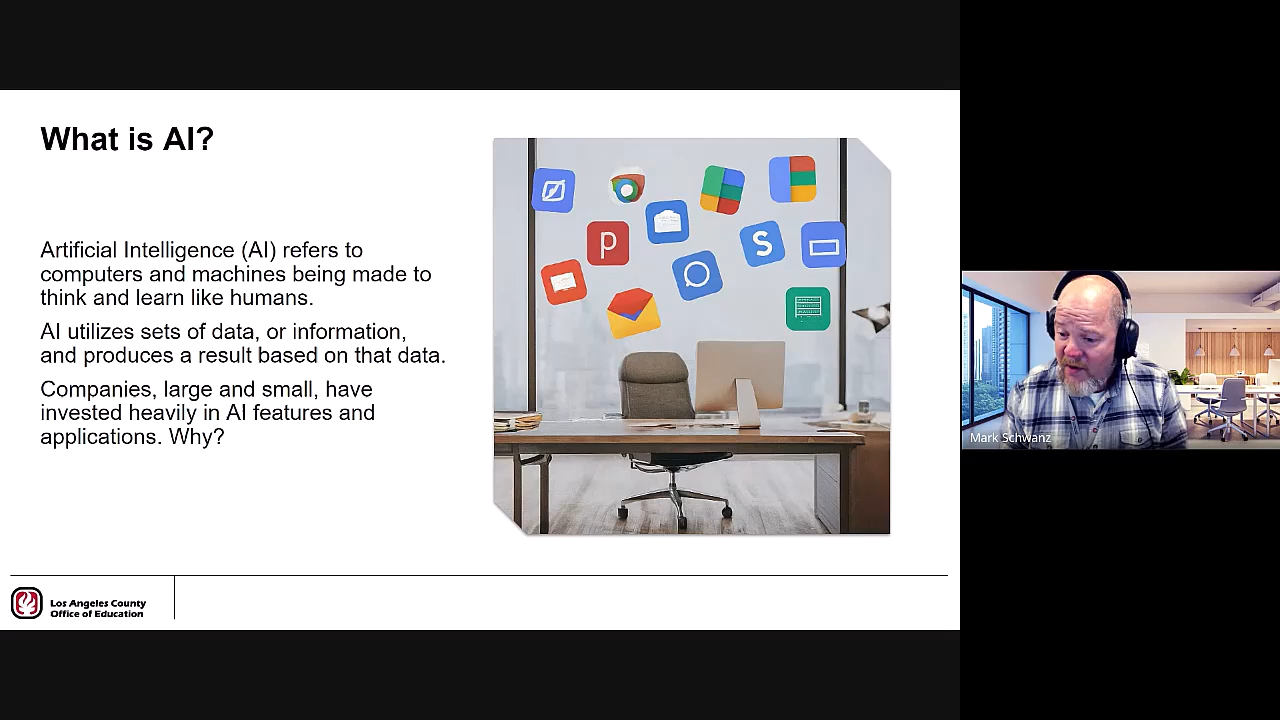 What is AI?
Artificial Intelligence (AI) refers to
computers and machines being made to
think and learn like humans.
AI utilizes sets of data, or information,
and produces a result based on that data.
Companies, large and small, have
invested heavily in AI features and
applications. Why?
P
S
Los Angeles County
Office of Education
Mark Schwanz